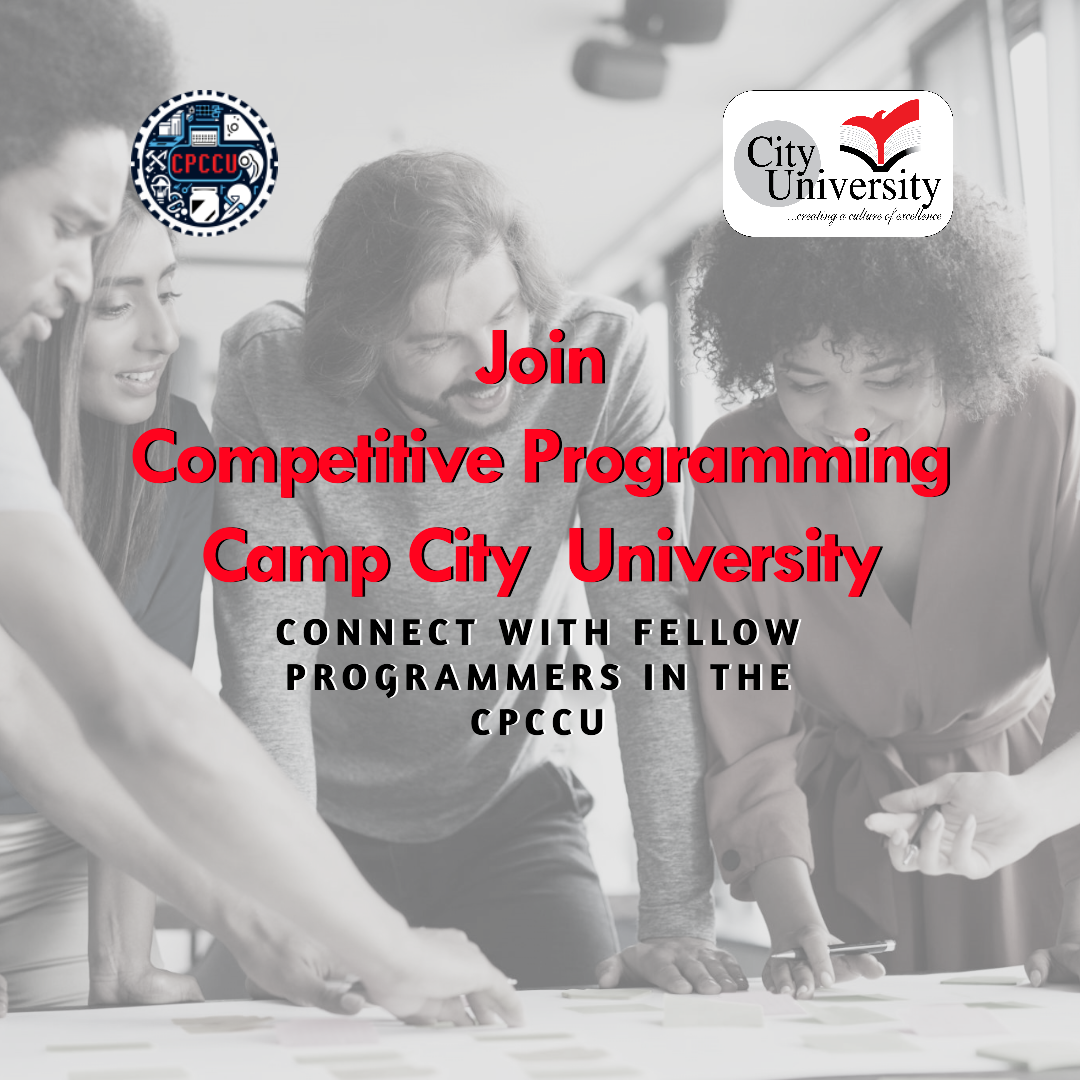 CPCCU
City
University
...creating a culture of excellence
Join
Competitive Programming
Camp City University
CONNECT WITH FELLOW
PROGRAMMERS IN THE
CPCCU